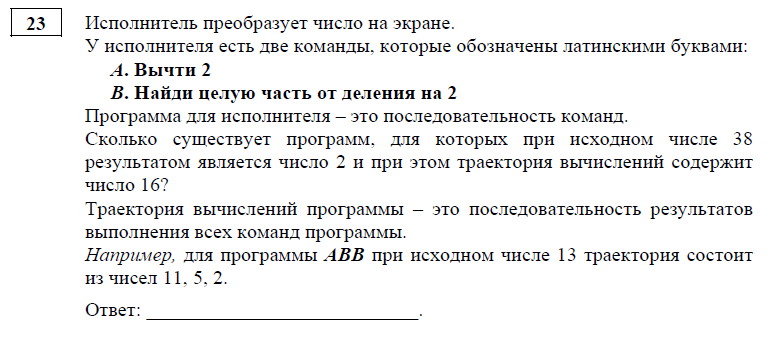 23 Исполнитель преобразует число на экране.
У исполнителя есть две команды, которые обозначены латинскими буквами:
A. Вычти 2
B. Найди целую часть от деления на 2
Программа для исполнителя – это последовательность команд.
Сколько существует программ, для которых при исходном числе 38
результатом является число 2 и при этом траектория вычислений содержит
число 16?
Траектория вычислений программы – это последовательность результатов
выполнения всех команд программы.
Например, для программы ABB при исходном числе 13 траектория состоит
из чисел 11, 5, 2.
Ответ: ___________________________.